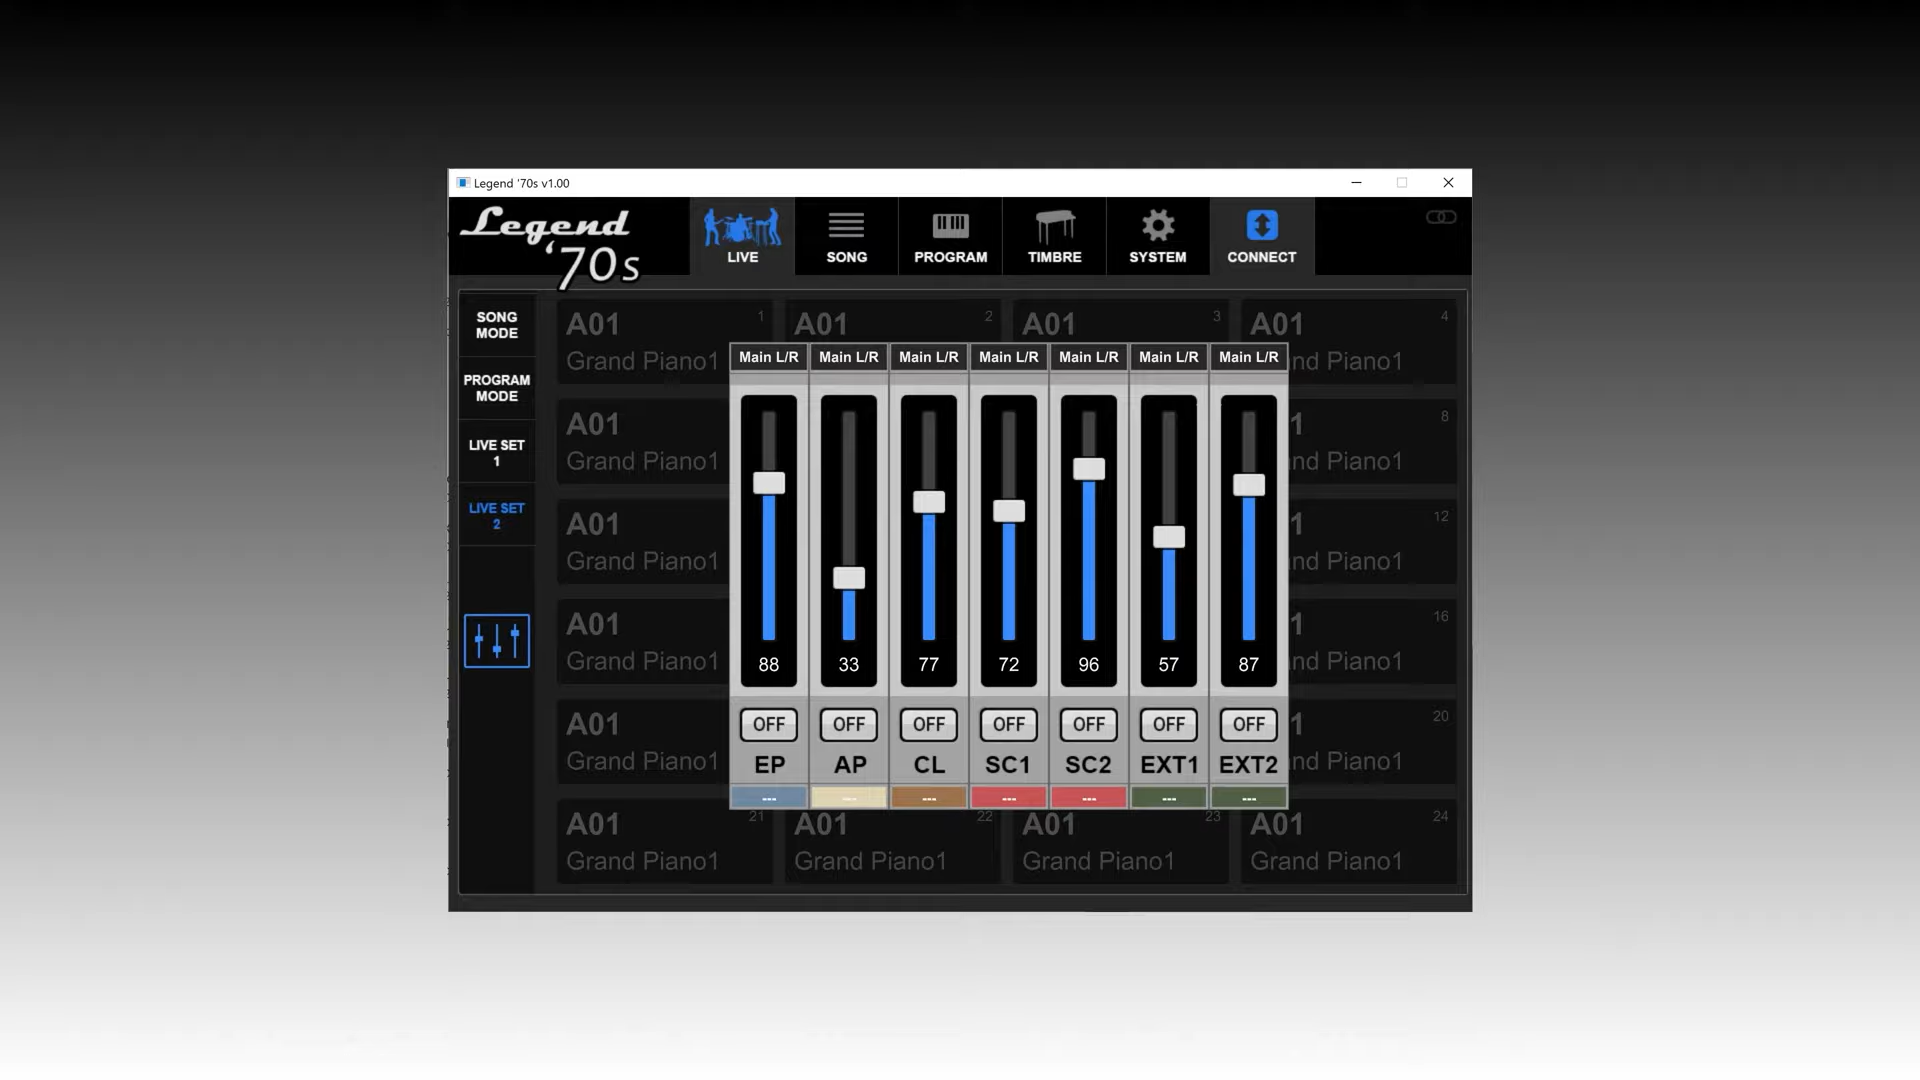 Legend '70s v1.00
Legend
'70s
LIVE
SONG
PROGRAM
TIMBRE
SYSTEM
CONNECT
SONG
MODE
PROGRAM
MODE
LIVE SET
1
LIVE SET
2
A01 1
Grand Piano1
A01 2
A01 3
A01 4
nd Piano1
Main L/R Main L/R Main L/R Main L/R Main L/R Main L/R Main L/R
A01
Grand Piano1
1 8
nd Piano1
A01
Grand Piano1
1 12
nd Piano1
A01
Grand Piano1
1 16
nd Piano1
88 33 77 72 96 57 87
A01
Grand Piano1
1 20
nd Piano1
OFF OFF OFF OFF OFF OFF OFF
EP AP CL SC1 SC2 EXT1 EXT2
--- --- --- --- --- --- ---
A01 21
Grand Piano1
A01 22
Grand Piano1
A01 23
Grand Piano1
A01 24
Grand Piano1